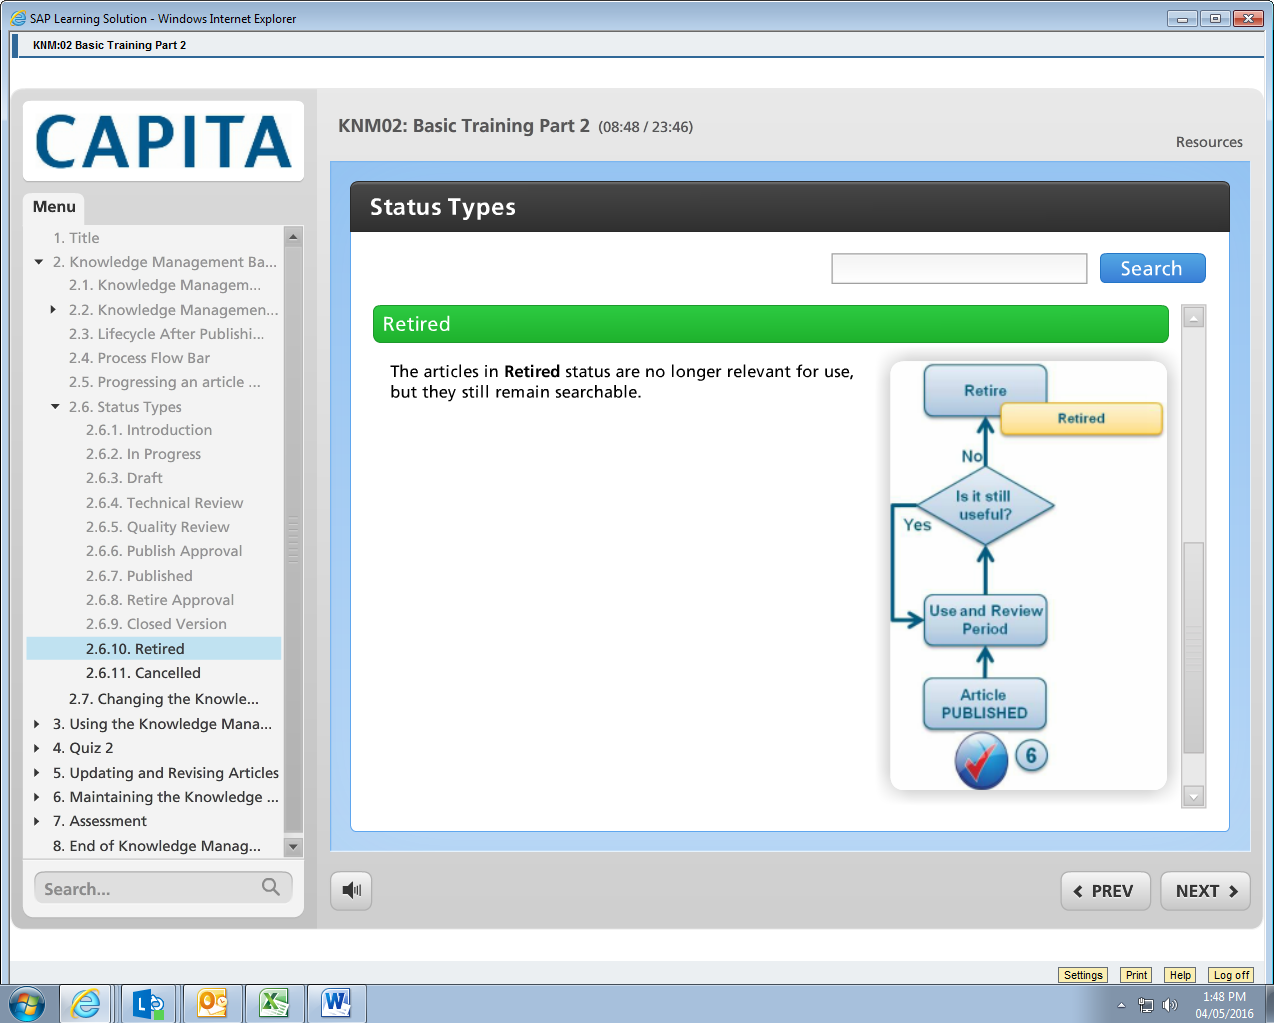 SAP Learning Solution - Windows Internet Explorer
KNM:02 Basic Training Part 2
CAPITA
KNM02: Basic Training Part 2 (08:48 / 23:46)
Resources
Menu
1. Title
2. Knowledge Management Ba...
2.1. Knowledge Managem...
2.2. Knowledge Managemen...
2.3. Lifecycle After Publishi...
2.4. Process Flow Bar
2.5. Progressing an article ...
2.6. Status Types
2.6.1. Introduction
2.6.2. In Progress
2.6.3. Draft
2.6.4. Technical Review
2.6.5. Quality Review
2.6.6. Publish Approval
2.6.7. Published
2.6.8. Retire Approval
2.6.9. Closed Version
2.6.10. Retired
2.6.11. Cancelled
2.7. Changing the Knowle...
3. Using the Knowledge Mana...
4. Quiz 2
5. Updating and Revising Articles
6. Maintaining the Knowledge ...
7. Assessment
8. End of Knowledge Manag...
Search...
Status Types
Search
Retired
The articles in Retired status are no longer relevant for use,
but they still remain searchable.
Retire
Retired
No
Is it still
useful?
Yes
Use and Review
Period
Article
PUBLISHED
6
PREV
NEXT
Settings
Print
Help
Log off
1:48 PM
04/05/2016